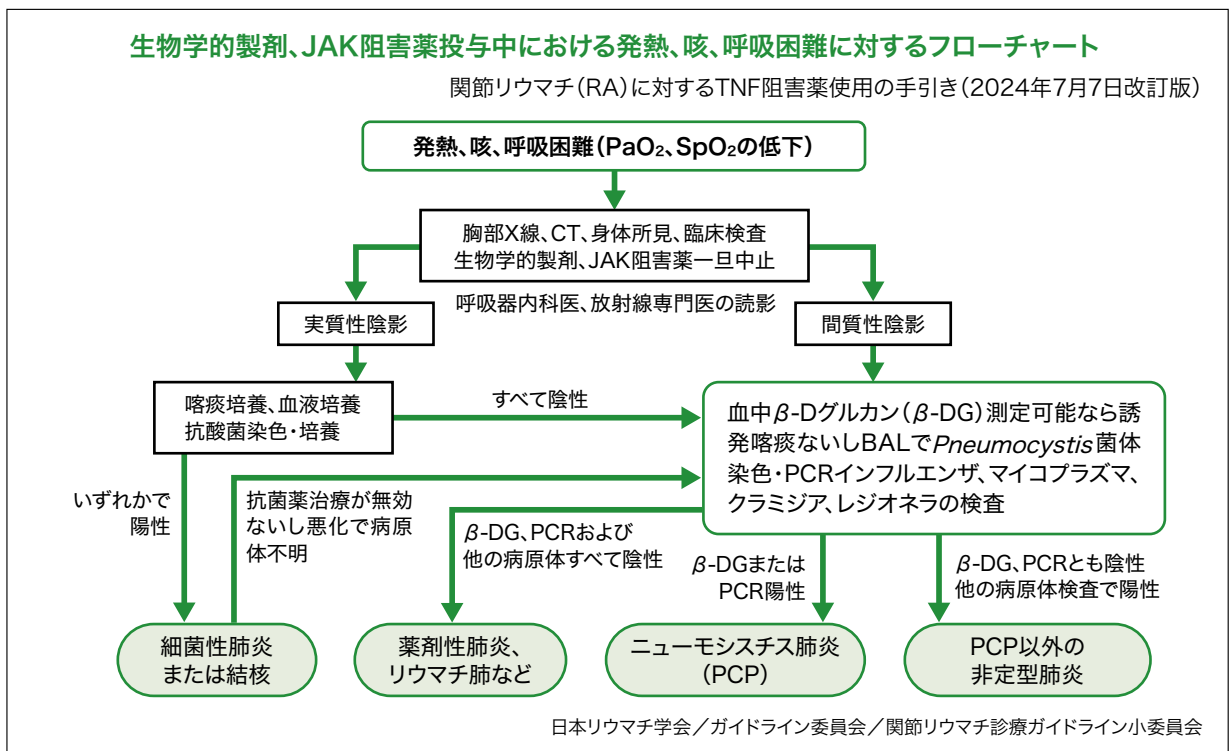 生物学的製剤、JAK阻害薬投与中における発熱、咳、呼吸困難に対するフローチャート
関節リウマチ（RA）に対するTNF阻害薬使用の手引き（2024年7月7日改訂版）
発熱、咳、呼吸困難（PaO₂、SpO₂の低下）
胸部X線、CT、身体所見、臨床検査
生物学的製剤、JAK阻害薬一旦中止
呼吸器内科医、放射線専門医の読影
実質性陰影
間質性陰影
喀痰培養、血液培養
抗酸菌染色・培養
すべて陰性
血中β-Dグルカン（β-DG）測定可能なら誘
発喀痰ないしBALでPneumocystis菌体
染色・PCRインフルエンザ、マイコプラズマ、
クラミジア、レジオネラの検査
いずれかで
陽性
抗菌薬治療が無効
ないし悪化で病原
体不明
β-DG、PCRおよび
他の病原体すべて陰性
β-DGまたは
PCR陽性
β-DG、PCRとも陰性
他の病原体検査で陽性
細菌性肺炎
または結核
薬剤性肺炎、
リウマチ肺など
ニューモシスチス肺炎
（PCP）
PCP以外の
非定型肺炎
日本リウマチ学会／ガイドライン委員会／関節リウマチ診療ガイドライン小委員会